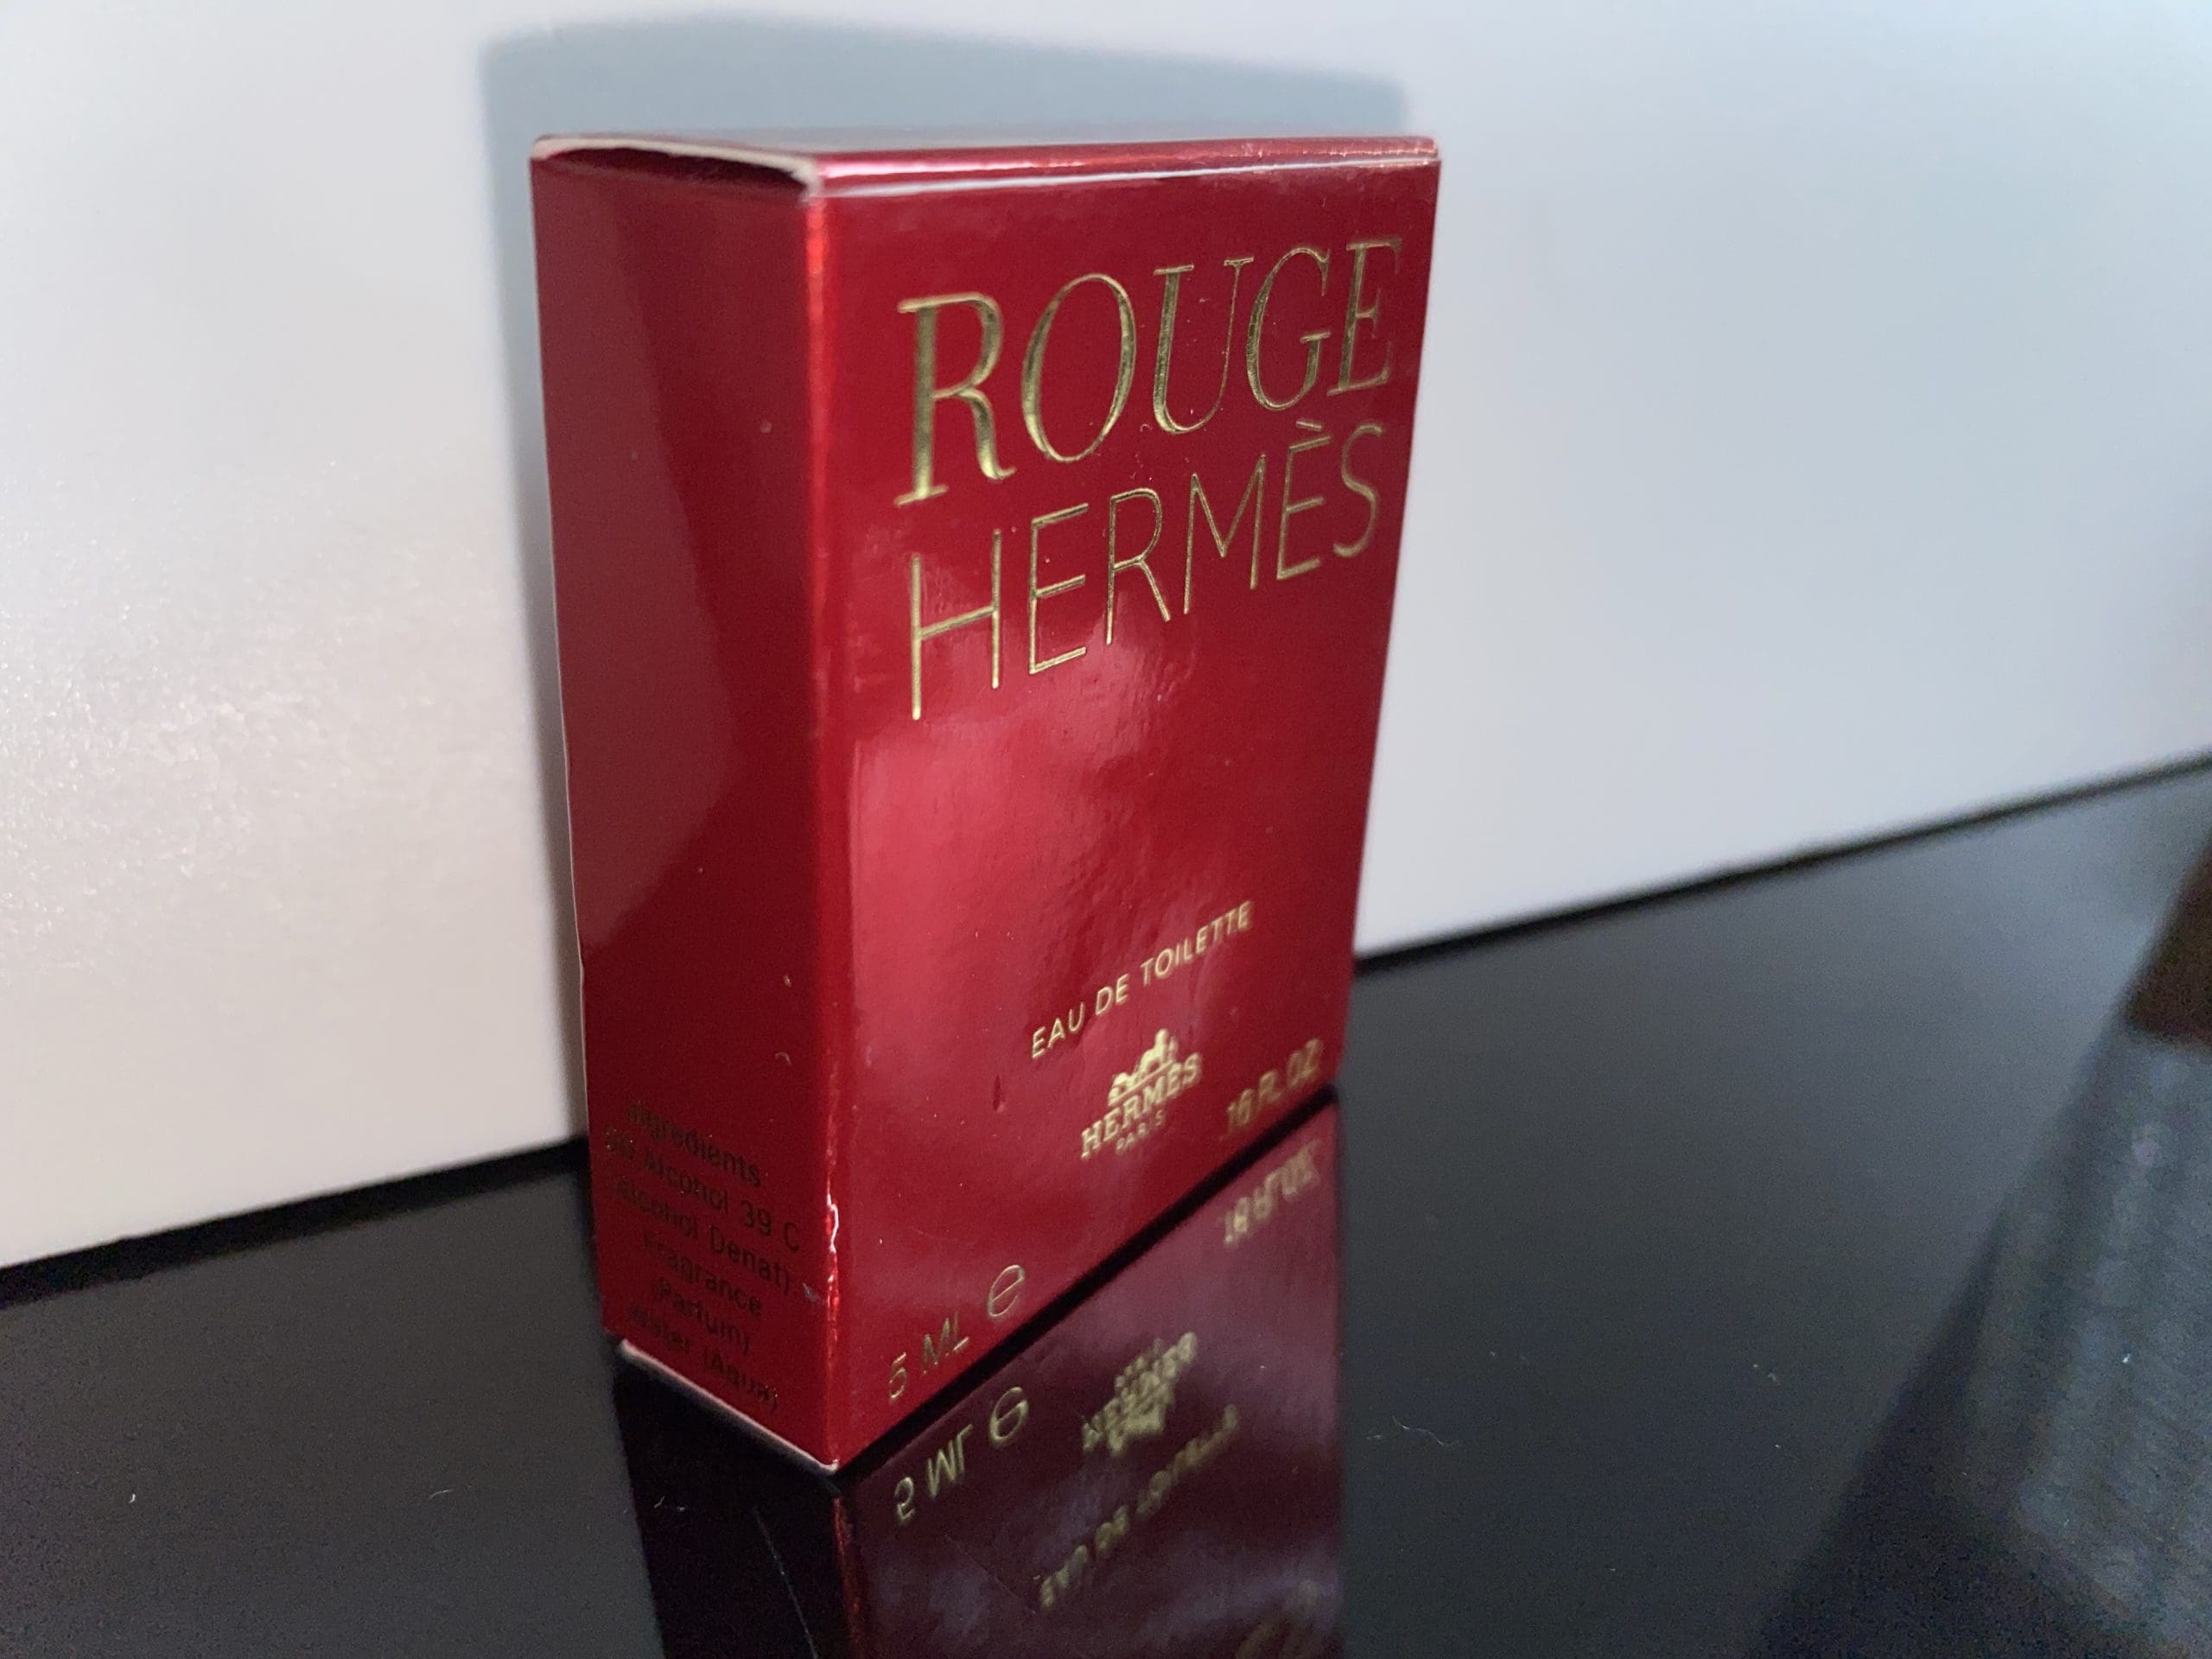 ROUGE
HERMÈS
EAU DE TOILETTE
HERMÈS
PARIS
5 ML e
.16 FL.OZ
Ingredients
Alcohol 39 C
(alcohol Denat)
Fragrance
(Parfum)
Water (Aqua)